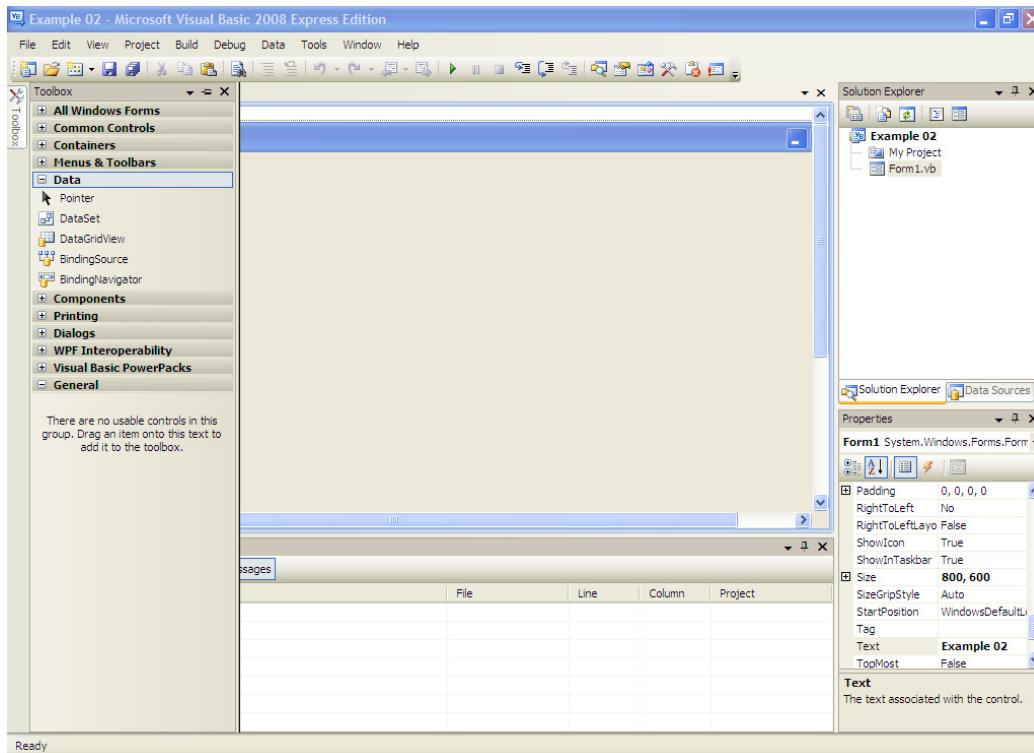 Example 02 - Microsoft Visual Basic 2008 Express Edition
File Edit View Project Build Debug Data Tools Window Help
Toolbox
Toolbox
All Windows Forms
Common Controls
Containers
Menus & Toolbars
Data
Pointer
DataSet
DataGridView
BindingSource
BindingNavigator
Components
Printing
Dialogs
WPF Interoperability
Visual Basic PowerPacks
General
There are no usable controls in this
group. Drag an item onto this text to
add it to the toolbox.
ssages
File Line Column Project
Solution Explorer
Example 02
My Project
Form1.vb
Solution Explorer Data Sources
Properties
Form1 System.Windows.Forms.Form
Padding 0, 0, 0, 0
RightToLeft No
RightToLeftLayo False
ShowIcon True
ShowInTaskbar True
Size 800, 600
SizeGripStyle Auto
StartPosition WindowsDefaultL
Tag
Text Example 02
TopMost False
Text
The text associated with the control.
Ready